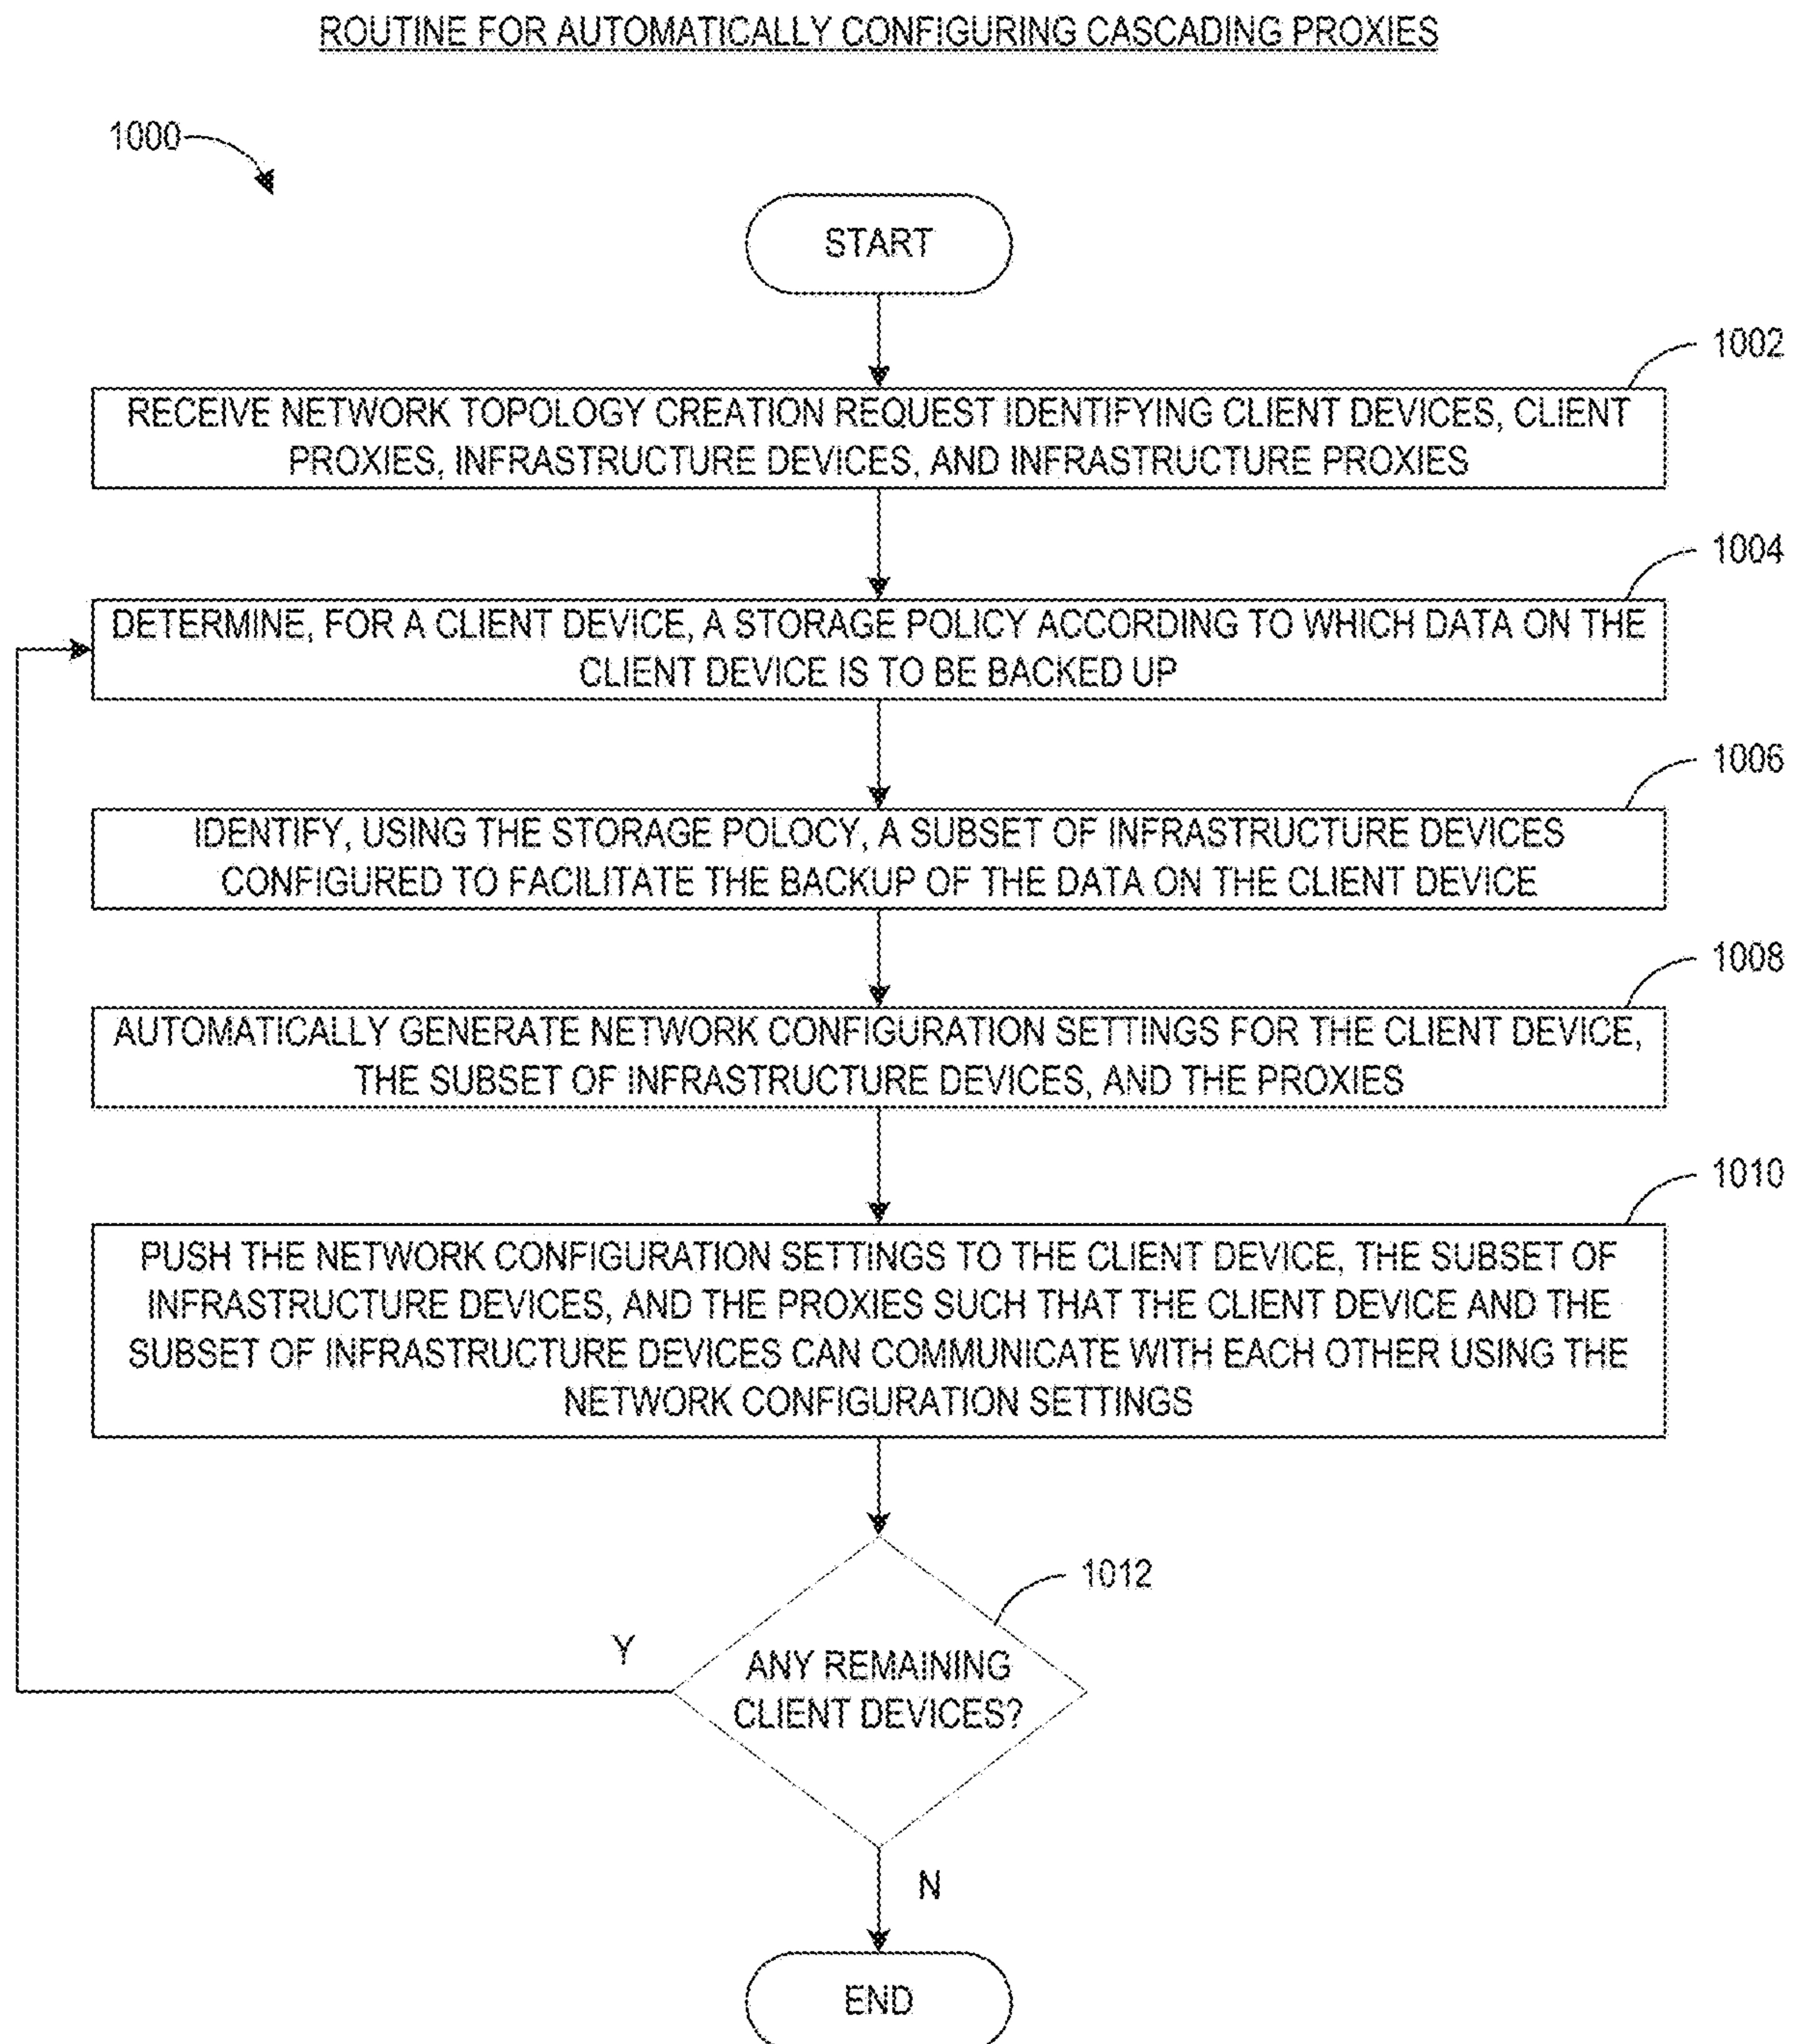 ROUTINE FOR AUTOMATICALLY CONFIGURING CASCADING PROXIES
1000
START
1002
RECEIVE NETWORK TOPOLOGY CREATION REQUEST IDENTIFYING CLIENT DEVICES, CLIENT
PROXIES, INFRASTRUCTURE DEVICES, AND INFRASTRUCTURE PROXIES
1004
DETERMINE, FOR A CLIENT DEVICE, A STORAGE POLICY ACCORDING TO WHICH DATA ON THE
CLIENT DEVICE IS TO BE BACKED UP
1006
IDENTIFY, USING THE STORAGE POLOCY, A SUBSET OF INFRASTRUCTURE DEVICES
CONFIGURED TO FACILITATE THE BACKUP OF THE DATA ON THE CLIENT DEVICE
1008
AUTOMATICALLY GENERATE NETWORK CONFIGURATION SETTINGS FOR THE CLIENT DEVICE,
THE SUBSET OF INFRASTRUCTURE DEVICES, AND THE PROXIES
1010
PUSH THE NETWORK CONFIGURATION SETTINGS TO THE CLIENT DEVICE, THE SUBSET OF
INFRASTRUCTURE DEVICES, AND THE PROXIES SUCH THAT THE CLIENT DEVICE AND THE
SUBSET OF INFRASTRUCTURE DEVICES CAN COMMUNICATE WITH EACH OTHER USING THE
NETWORK CONFIGURATION SETTINGS
1012
Y
ANY REMAINING
CLIENT DEVICES?
N
END